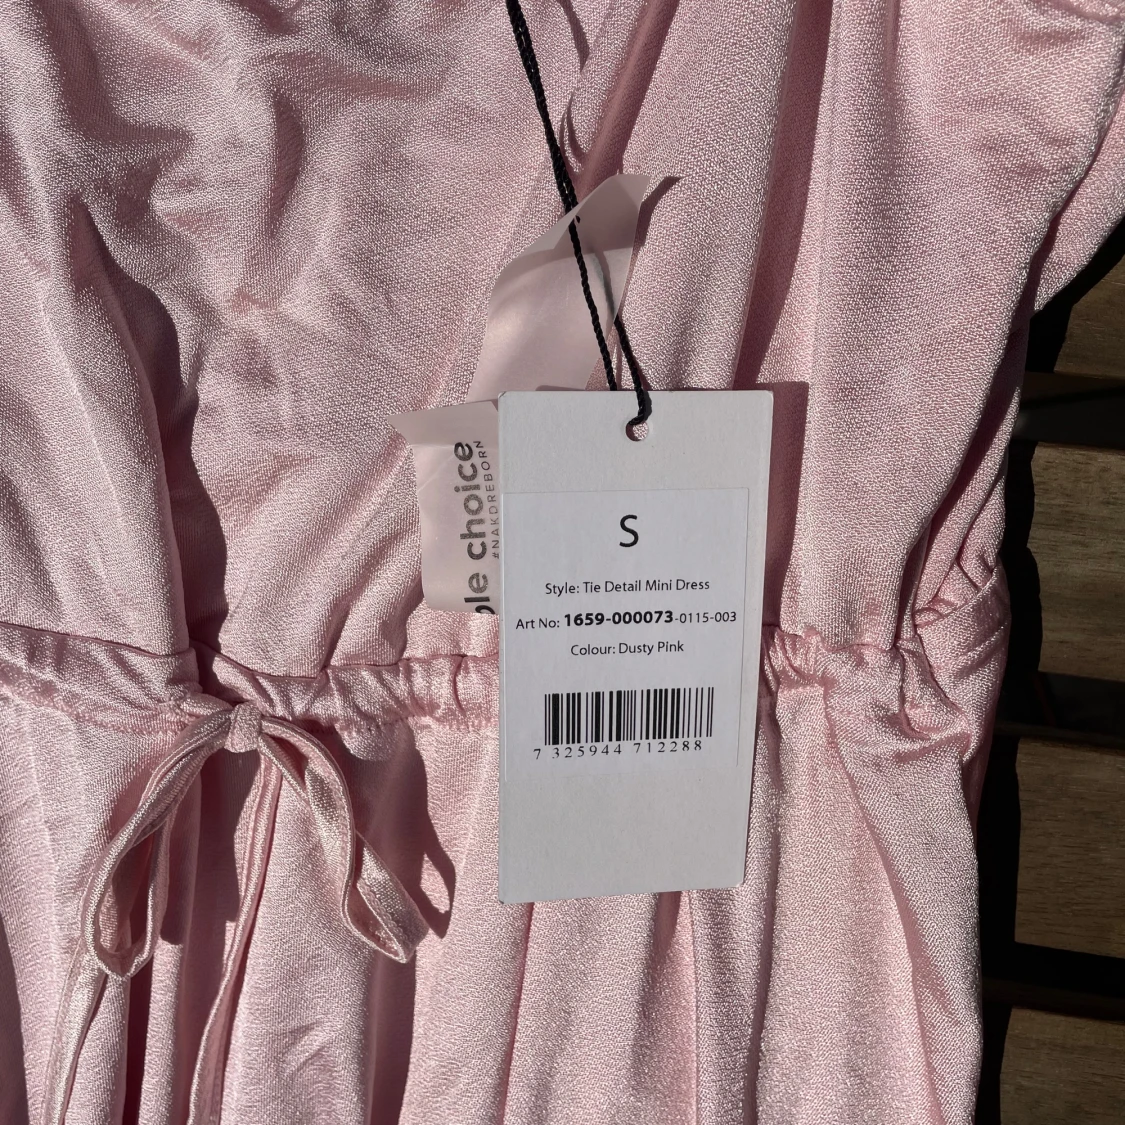 choice
#NAKDREBORN
S
Style: Tie Detail Mini Dress
Art No: 1659-000073-0115-003
Colour: Dusty Pink
7 325944 712288